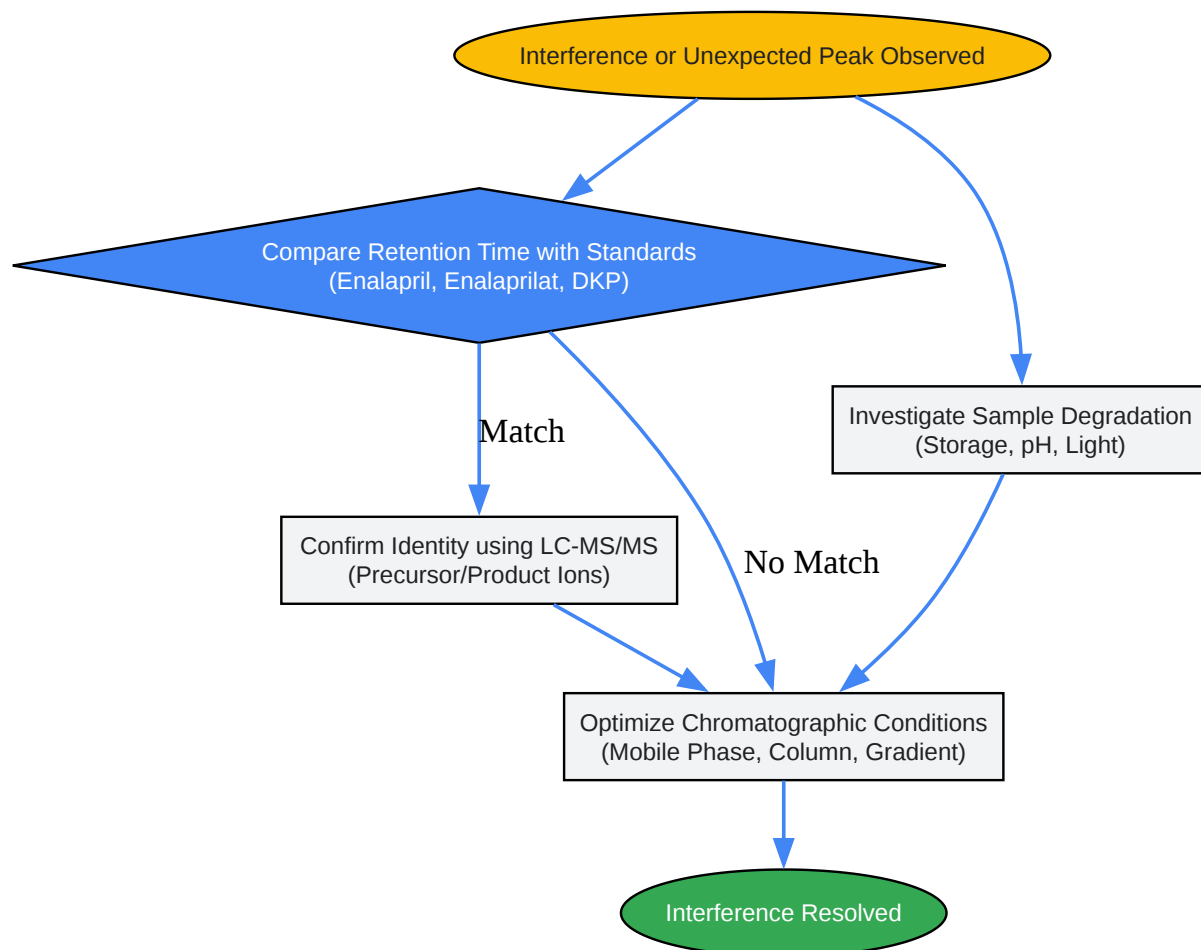 Interference or Unexpected Peak Observed
Compare Retention Time with Standards
(Enalapril, Enalaprilat, DKP)
Investigate Sample Degradation
(Storage, pH, Light)
Match
Confirm Identity using LC-MS/MS
(Precursor/Product Ions)
No Match
Optimize Chromatographic Conditions
(Mobile Phase, Column, Gradient)
Interference Resolved